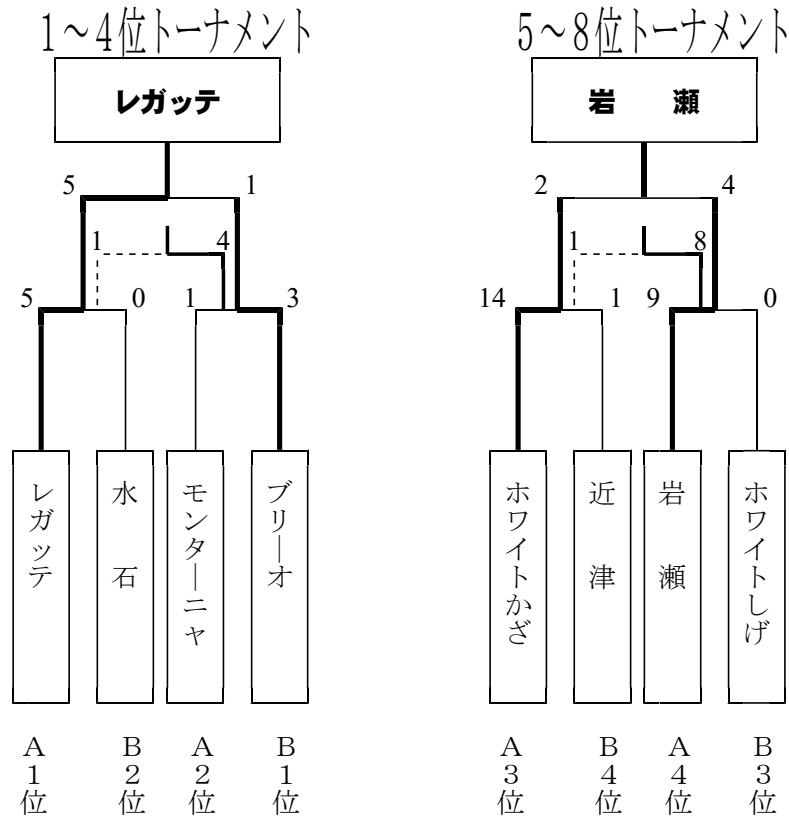 1～4位トーナメント
5～8位トーナメント
レガッテ
岩　瀬
5
1
2
4
1
4
1
8
5
0
1
3
14
1
9
0
レガッテ
水石
モンターニャ
ブリーオ
ホワイトかざ
近津
岩瀬
ホワイトしげ
A1位
B2位
A2位
B1位
A3位
B4位
A4位
B3位